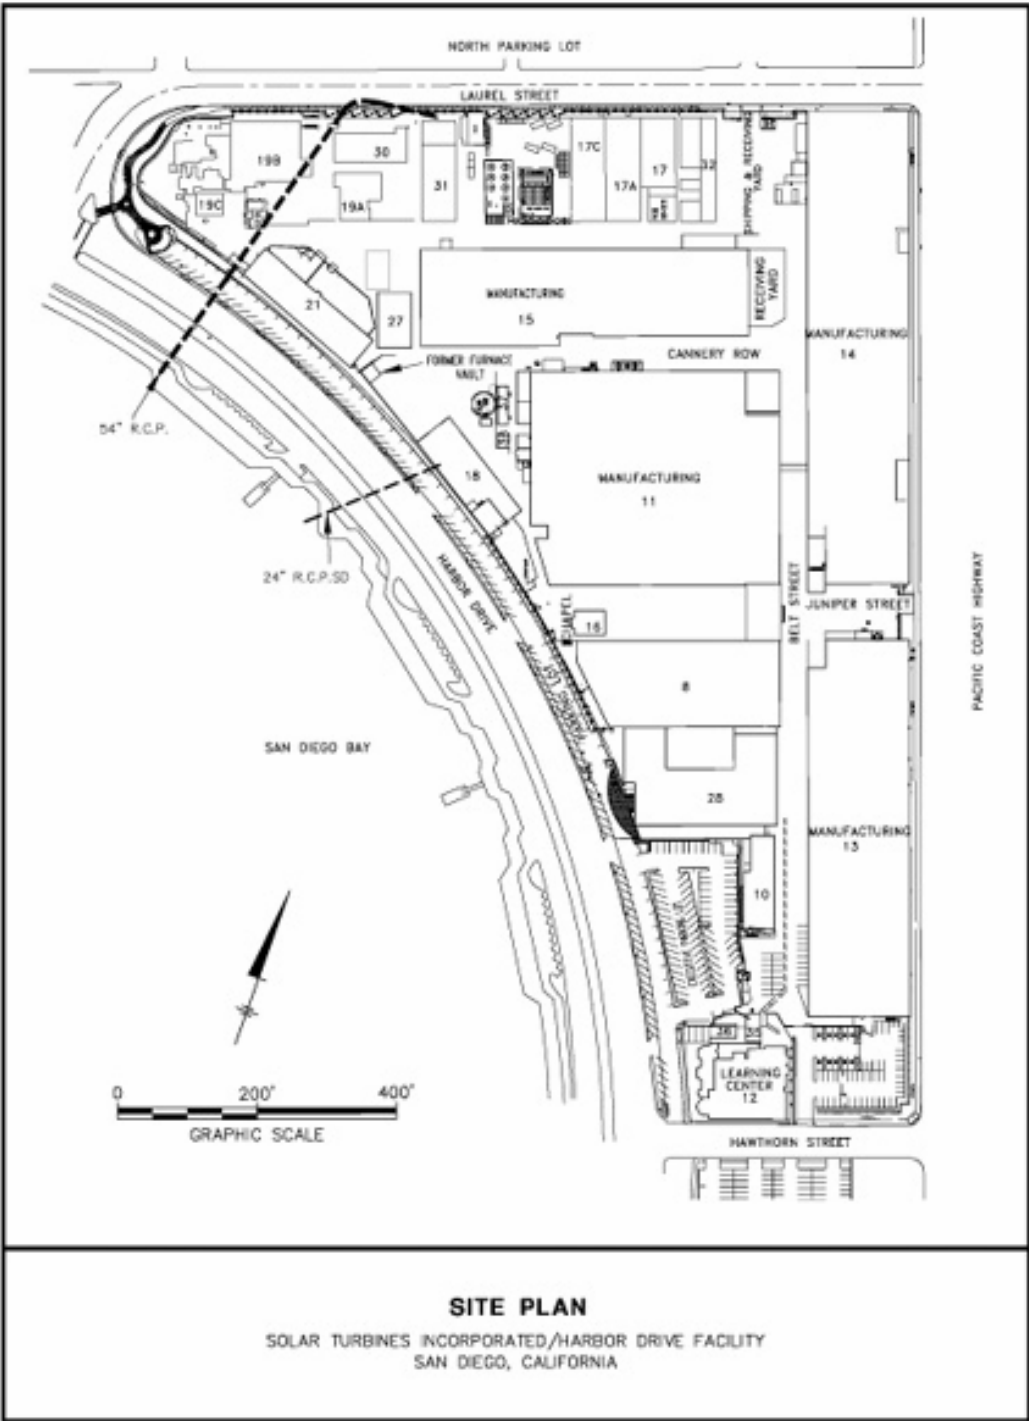 NORTH PARKING LOT
LAUREL STREET
19B
30
31
17C
17A
17
32
SHIPPING & RECEIVING
YARD
19C
19A
21
27
MANUFACTURING
15
RECEIVING
YARD
MANUFACTURING
14
CANNERY ROW
FORMER FURNACE
VAULT
54" R.C.P.
18
MANUFACTURING
11
24" R.C.P.SD
HARBOR DRIVE
CHAPEL
16
BELT STREET
JUNIPER STREET
PACIFIC COAST HIGHWAY
8
PARKING LOT
SAN DIEGO BAY
28
MANUFACTURING
13
10
36
35
LEARNING
CENTER
12
0 200' 400'
GRAPHIC SCALE
HAWTHORN STREET
SITE PLAN
SOLAR TURBINES INCORPORATED/HARBOR DRIVE FACILITY
SAN DIEGO, CALIFORNIA